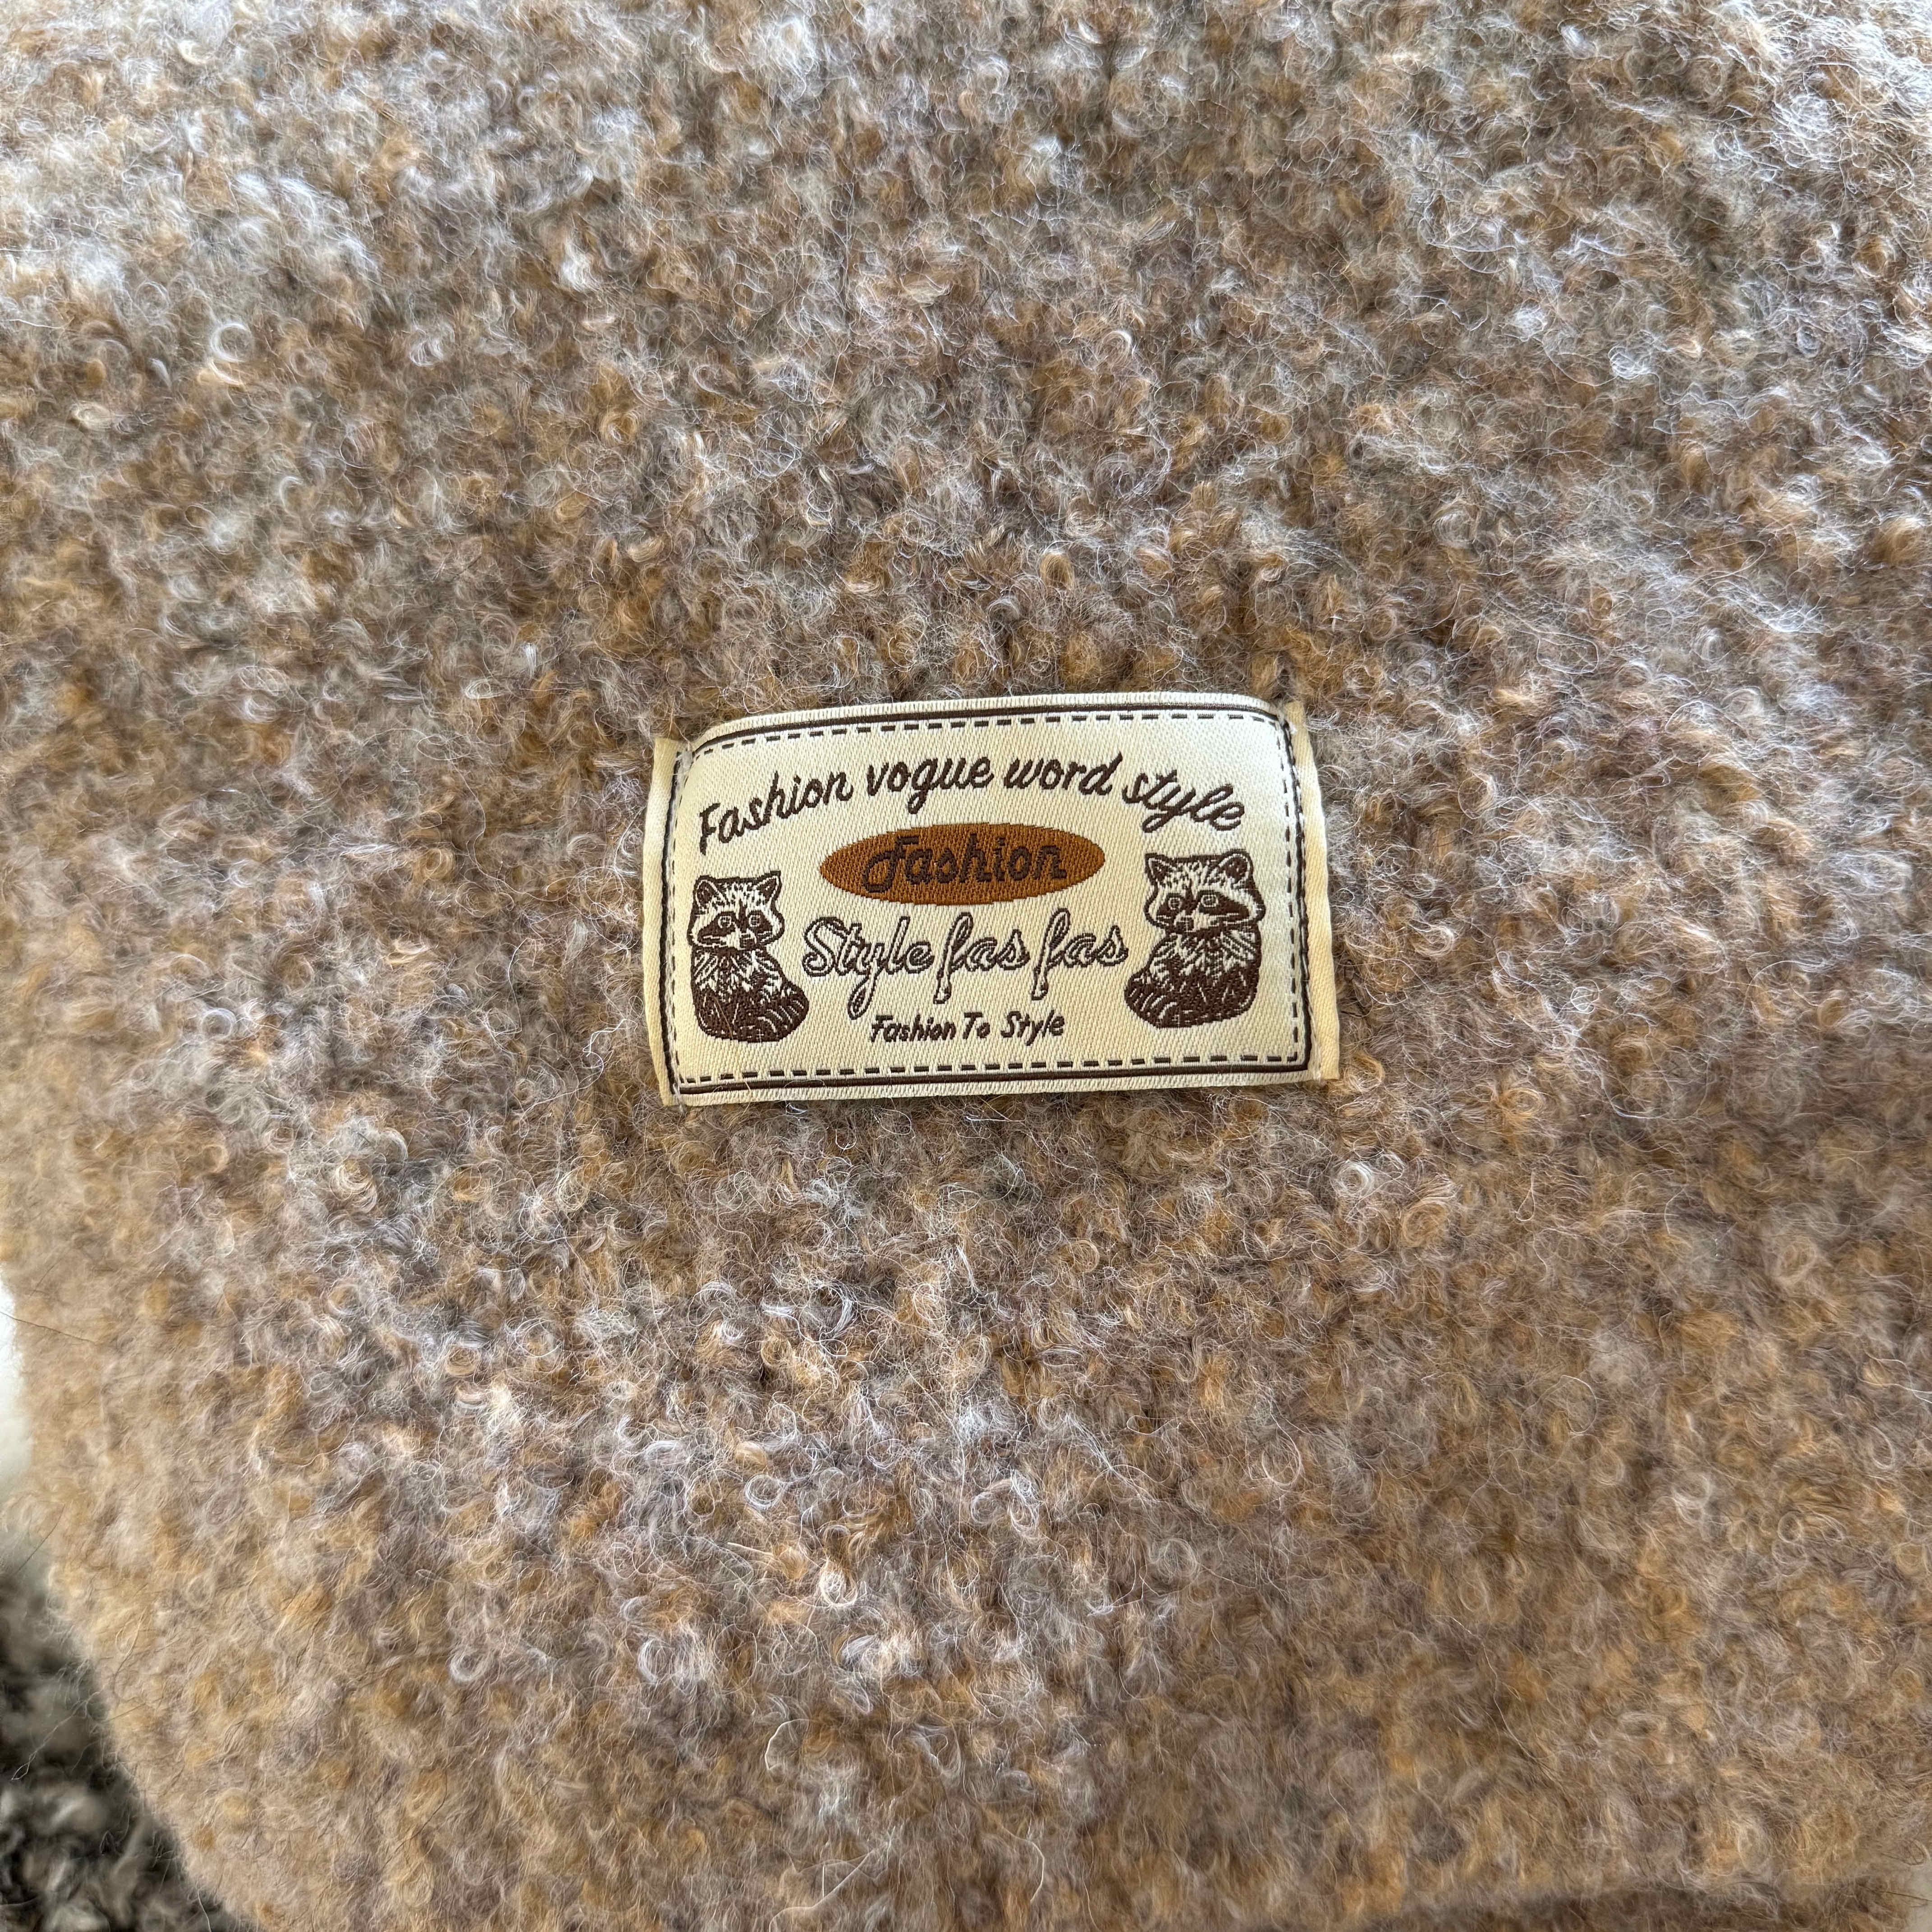 Fashion vogue word style
Fashion
Style fas fas
Fashion To Style